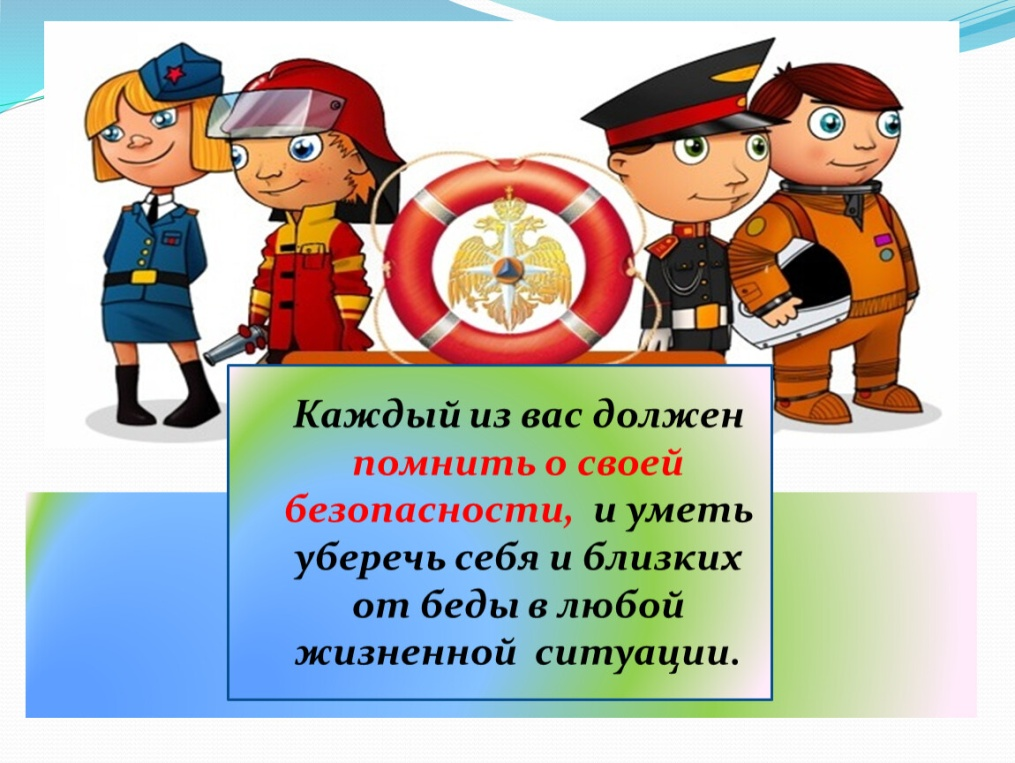 Каждый из вас должен
помнить о своей
безопасности, и уметь
уберечь себя и близких
от беды в любой
жизненной ситуации.